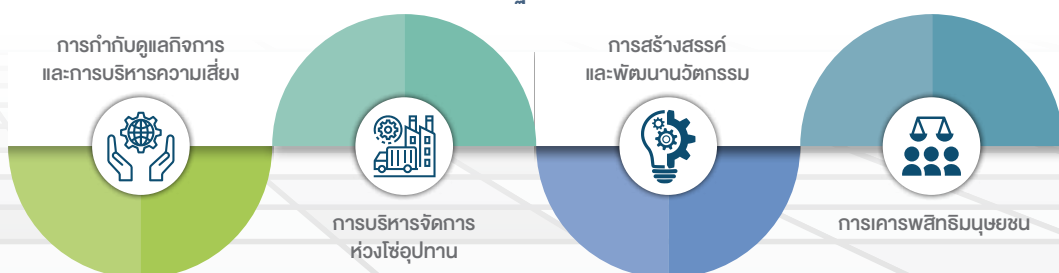 การกำกับดูแลกิจการ
และการบริหารความเสี่ยง
การบริหารจัดการ
ห่วงโซ่อุปทาน
การสร้างสรรค์
และพัฒนานวัตกรรม
การเคารพสิทธิมนุษยชน